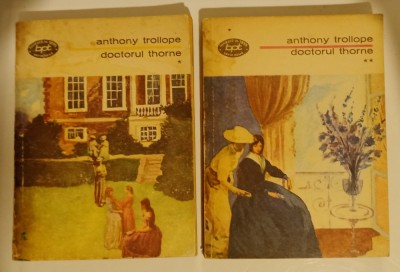 bpt
anthony trollope
doctorul thorne
*
bpt
anthony trollope
doctorul thorne
**